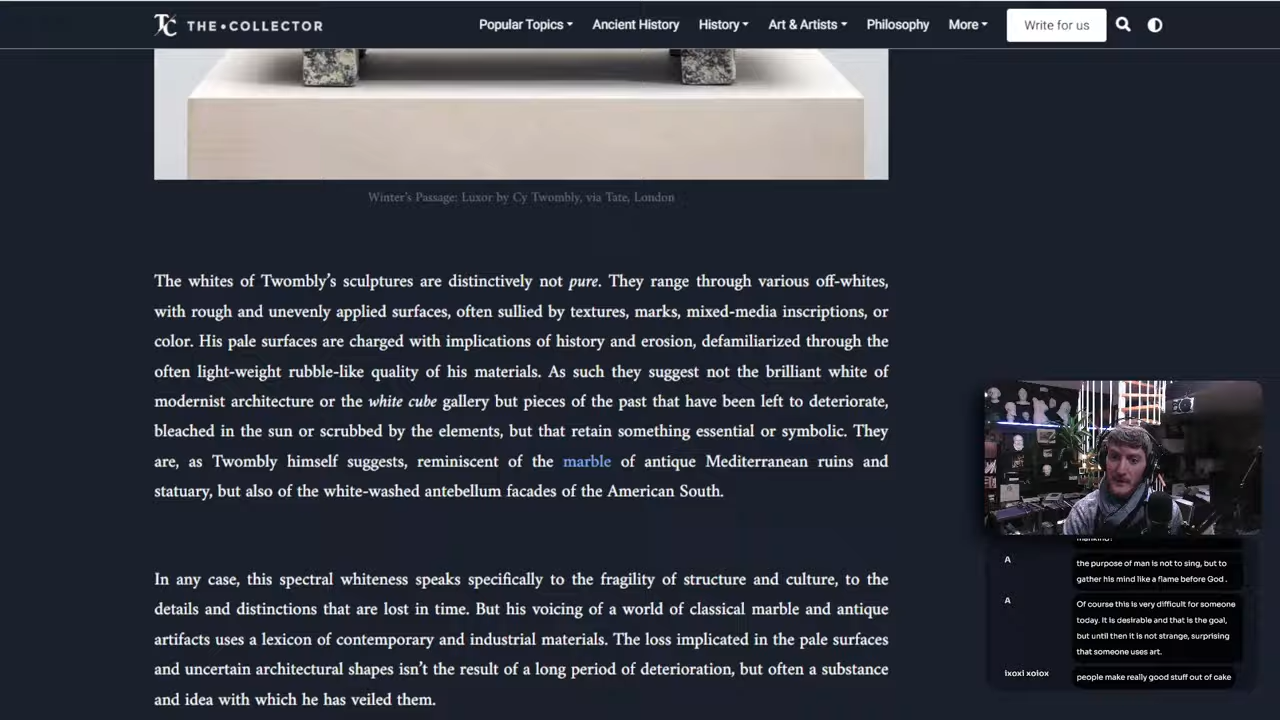 THE•COLLECTOR
Popular Topics
Ancient History
History
Art & Artists
Philosophy
More
Write for us
Winter's Passage: Luxor by Cy Twombly, via Tate, London
The whites of Twombly's sculptures are distinctively not pure. They range through various off-whites,
with rough and unevenly applied surfaces, often sullied by textures, marks, mixed-media inscriptions, or
color. His pale surfaces are charged with implications of history and erosion, defamiliarized through the
often light-weight rubble-like quality of his materials. As such they suggest not the brilliant white of
modernist architecture or the white cube gallery but pieces of the past that have been left to deteriorate,
bleached in the sun or scrubbed by the elements, but that retain something essential or symbolic. They
are, as Twombly himself suggests, reminiscent of the marble of antique Mediterranean ruins and
statuary, but also of the white-washed antebellum facades of the American South.
In any case, this spectral whiteness speaks specifically to the fragility of structure and culture, to the
details and distinctions that are lost in time. But his voicing of a world of classical marble and antique
artifacts uses a lexicon of contemporary and industrial materials. The loss implicated in the pale surfaces
and uncertain architectural shapes isn't the result of a long period of deterioration, but often a substance
and idea with which he has veiled them.
A
the purpose of man is not to sing, but to
gather his mind like a flame before God .
A
Of course this is very difficult for someone
today. It is desirable and that is the goal,
but until then it is not strange, surprising
that someone uses art.
ixoxi xoiox
people make really good stuff out of cake